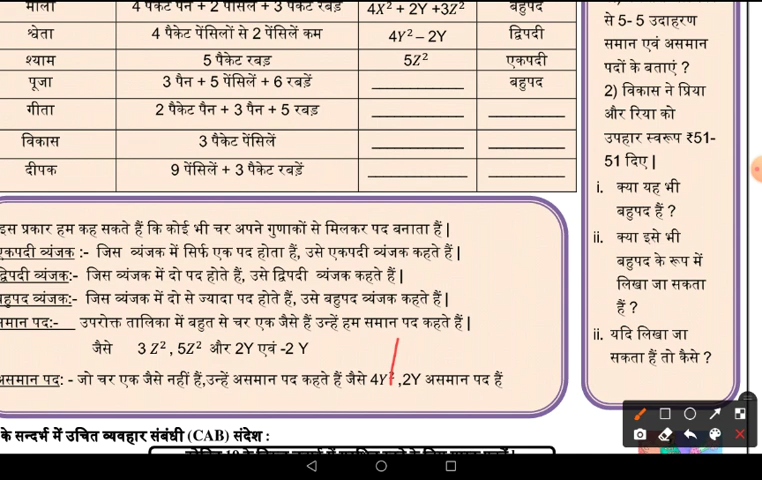 माला 4 पैकेट पैन + 2 पेंसिल + 3 पैकेट रबड़ 4X² + 2Y +3Z² बहुपद
श्वेता 4 पैकेट पेंसिलों से 2 पेंसिल कम 4Y² – 2Y द्विपदी
श्याम 5 पैकेट रबड़ 5Z² एकपदी
पूजा 3 पैन + 5 पेंसिलें + 6 रबड़ें ____________ बहुपद
गीता 2 पैकेट पैन + 3 पैन + 5 रबड़ ____________ __________
विकास 3 पैकेट पेंसिलें ____________ __________
दीपक 9 पेंसिलें + 3 पैकेट रबड़ें ____________ __________
इस प्रकार हम कह सकते हैं कि कोई भी चर अपने गुणाकों से मिलकर पद बनाता हैं |
एकपदी व्यंजक :- जिस व्यंजक में सिर्फ एक पद होता हैं, उसे एकपदी व्यंजक कहते हैं |
द्विपदी व्यंजक:- जिस व्यंजक में दो पद होते हैं, उसे द्विपदी व्यंजक कहते हैं |
बहुपद व्यंजक:- जिस व्यंजक में दो से ज्यादा पद होते हैं, उसे बहुपद व्यंजक कहते हैं |
समान पद:- उपरोक्त तालिका में बहुत से चर एक जैसे हैं उन्हें हम समान पद कहते हैं |
जैसे 3 Z² , 5Z² और 2Y एवं -2 Y
असमान पद: - जो चर एक जैसे नहीं हैं,उन्हें असमान पद कहते हैं जैसे 4Y² ,2Y असमान पद हैं
से 5- 5 उदाहरण
समान एवं असमान
पदों के बताएं ?
2) विकास ने प्रिया
और रिया को
उपहार स्वरूप ₹51-
51 दिए |
i. क्या यह भी
बहुपद हैं ?
ii. क्या इसे भी
बहुपद के रूप में
लिखा जा सकता
हैं ?
ii. यदि लिखा जा
सकता हैं तो कैसे ?
के सन्दर्भ में उचित व्यवहार संबंधी (CAB) संदेश :